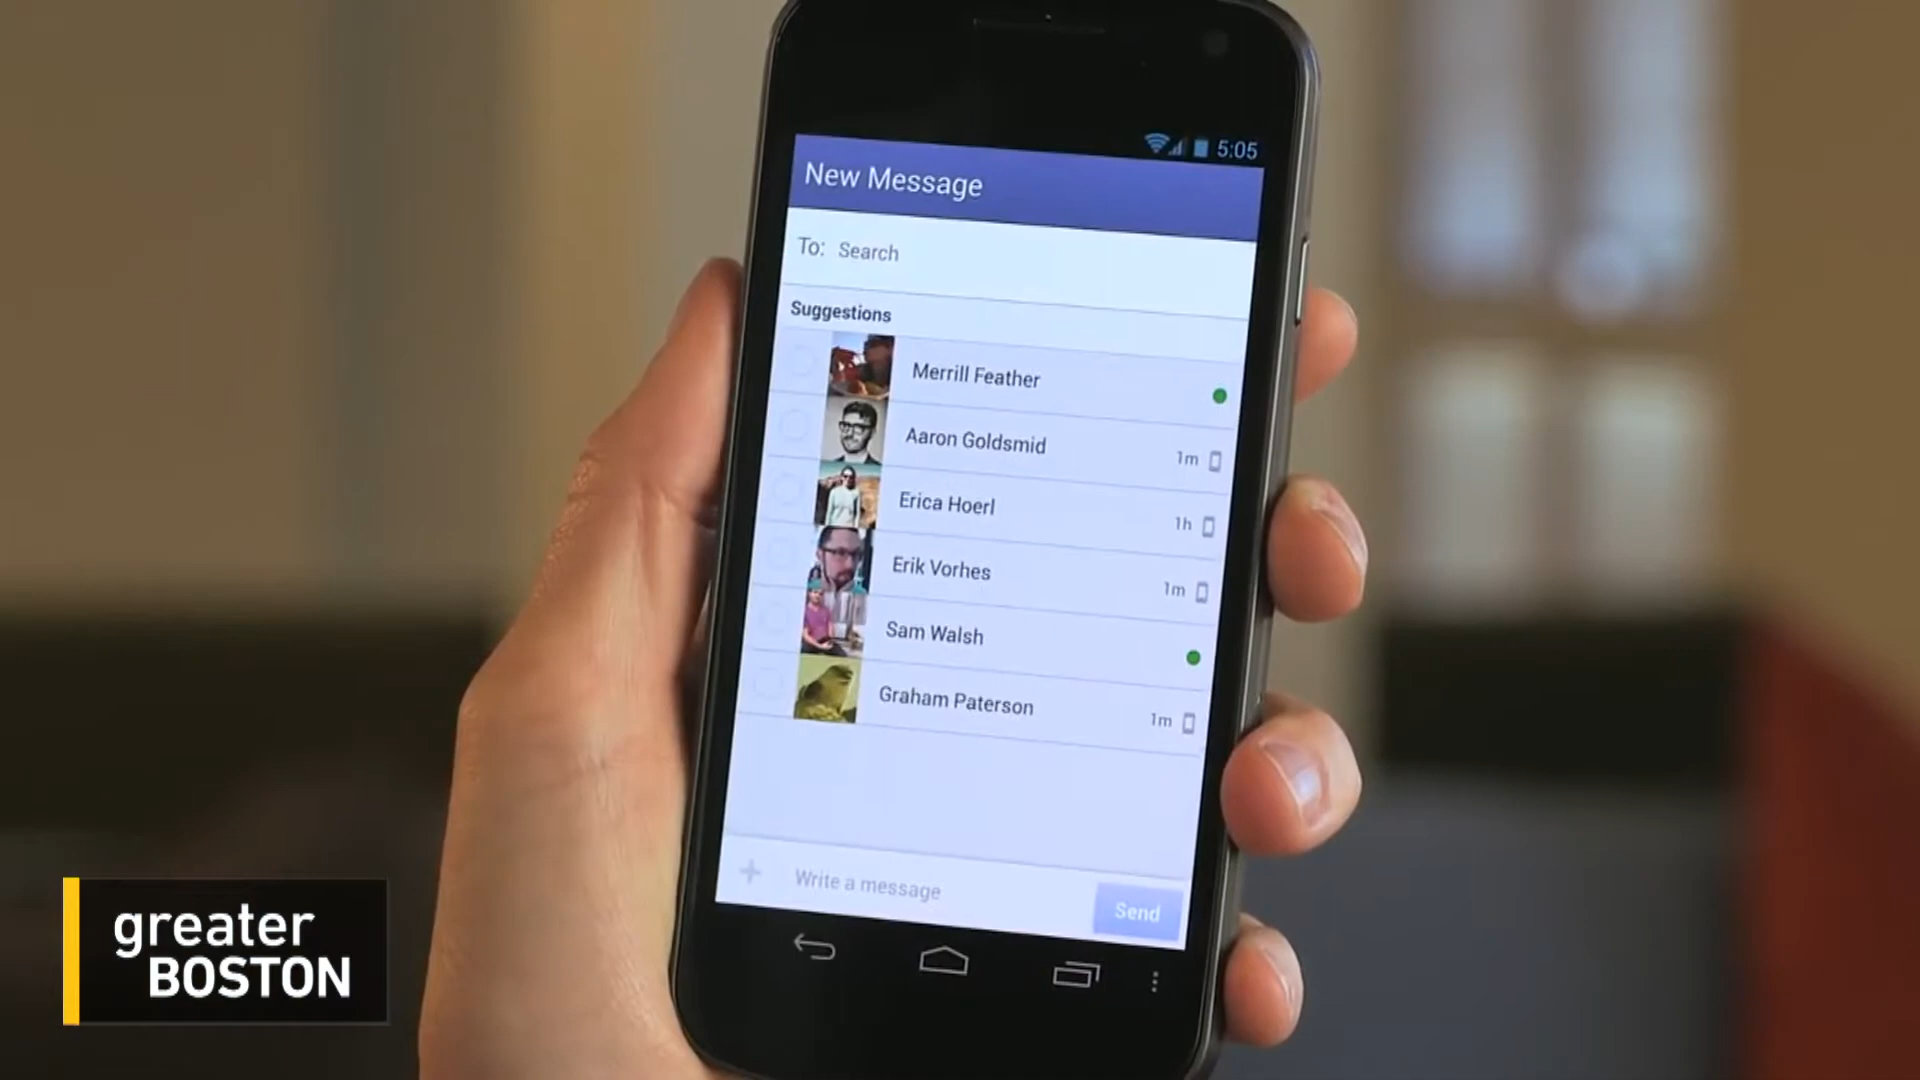 5:05
New Message
To: Search
Suggestions
Merrill Feather
Aaron Goldsmid 1m
Erica Hoerl 1h
Erik Vorhes 1m
Sam Walsh
Graham Paterson 1m
Write a message Send
greater
BOSTON